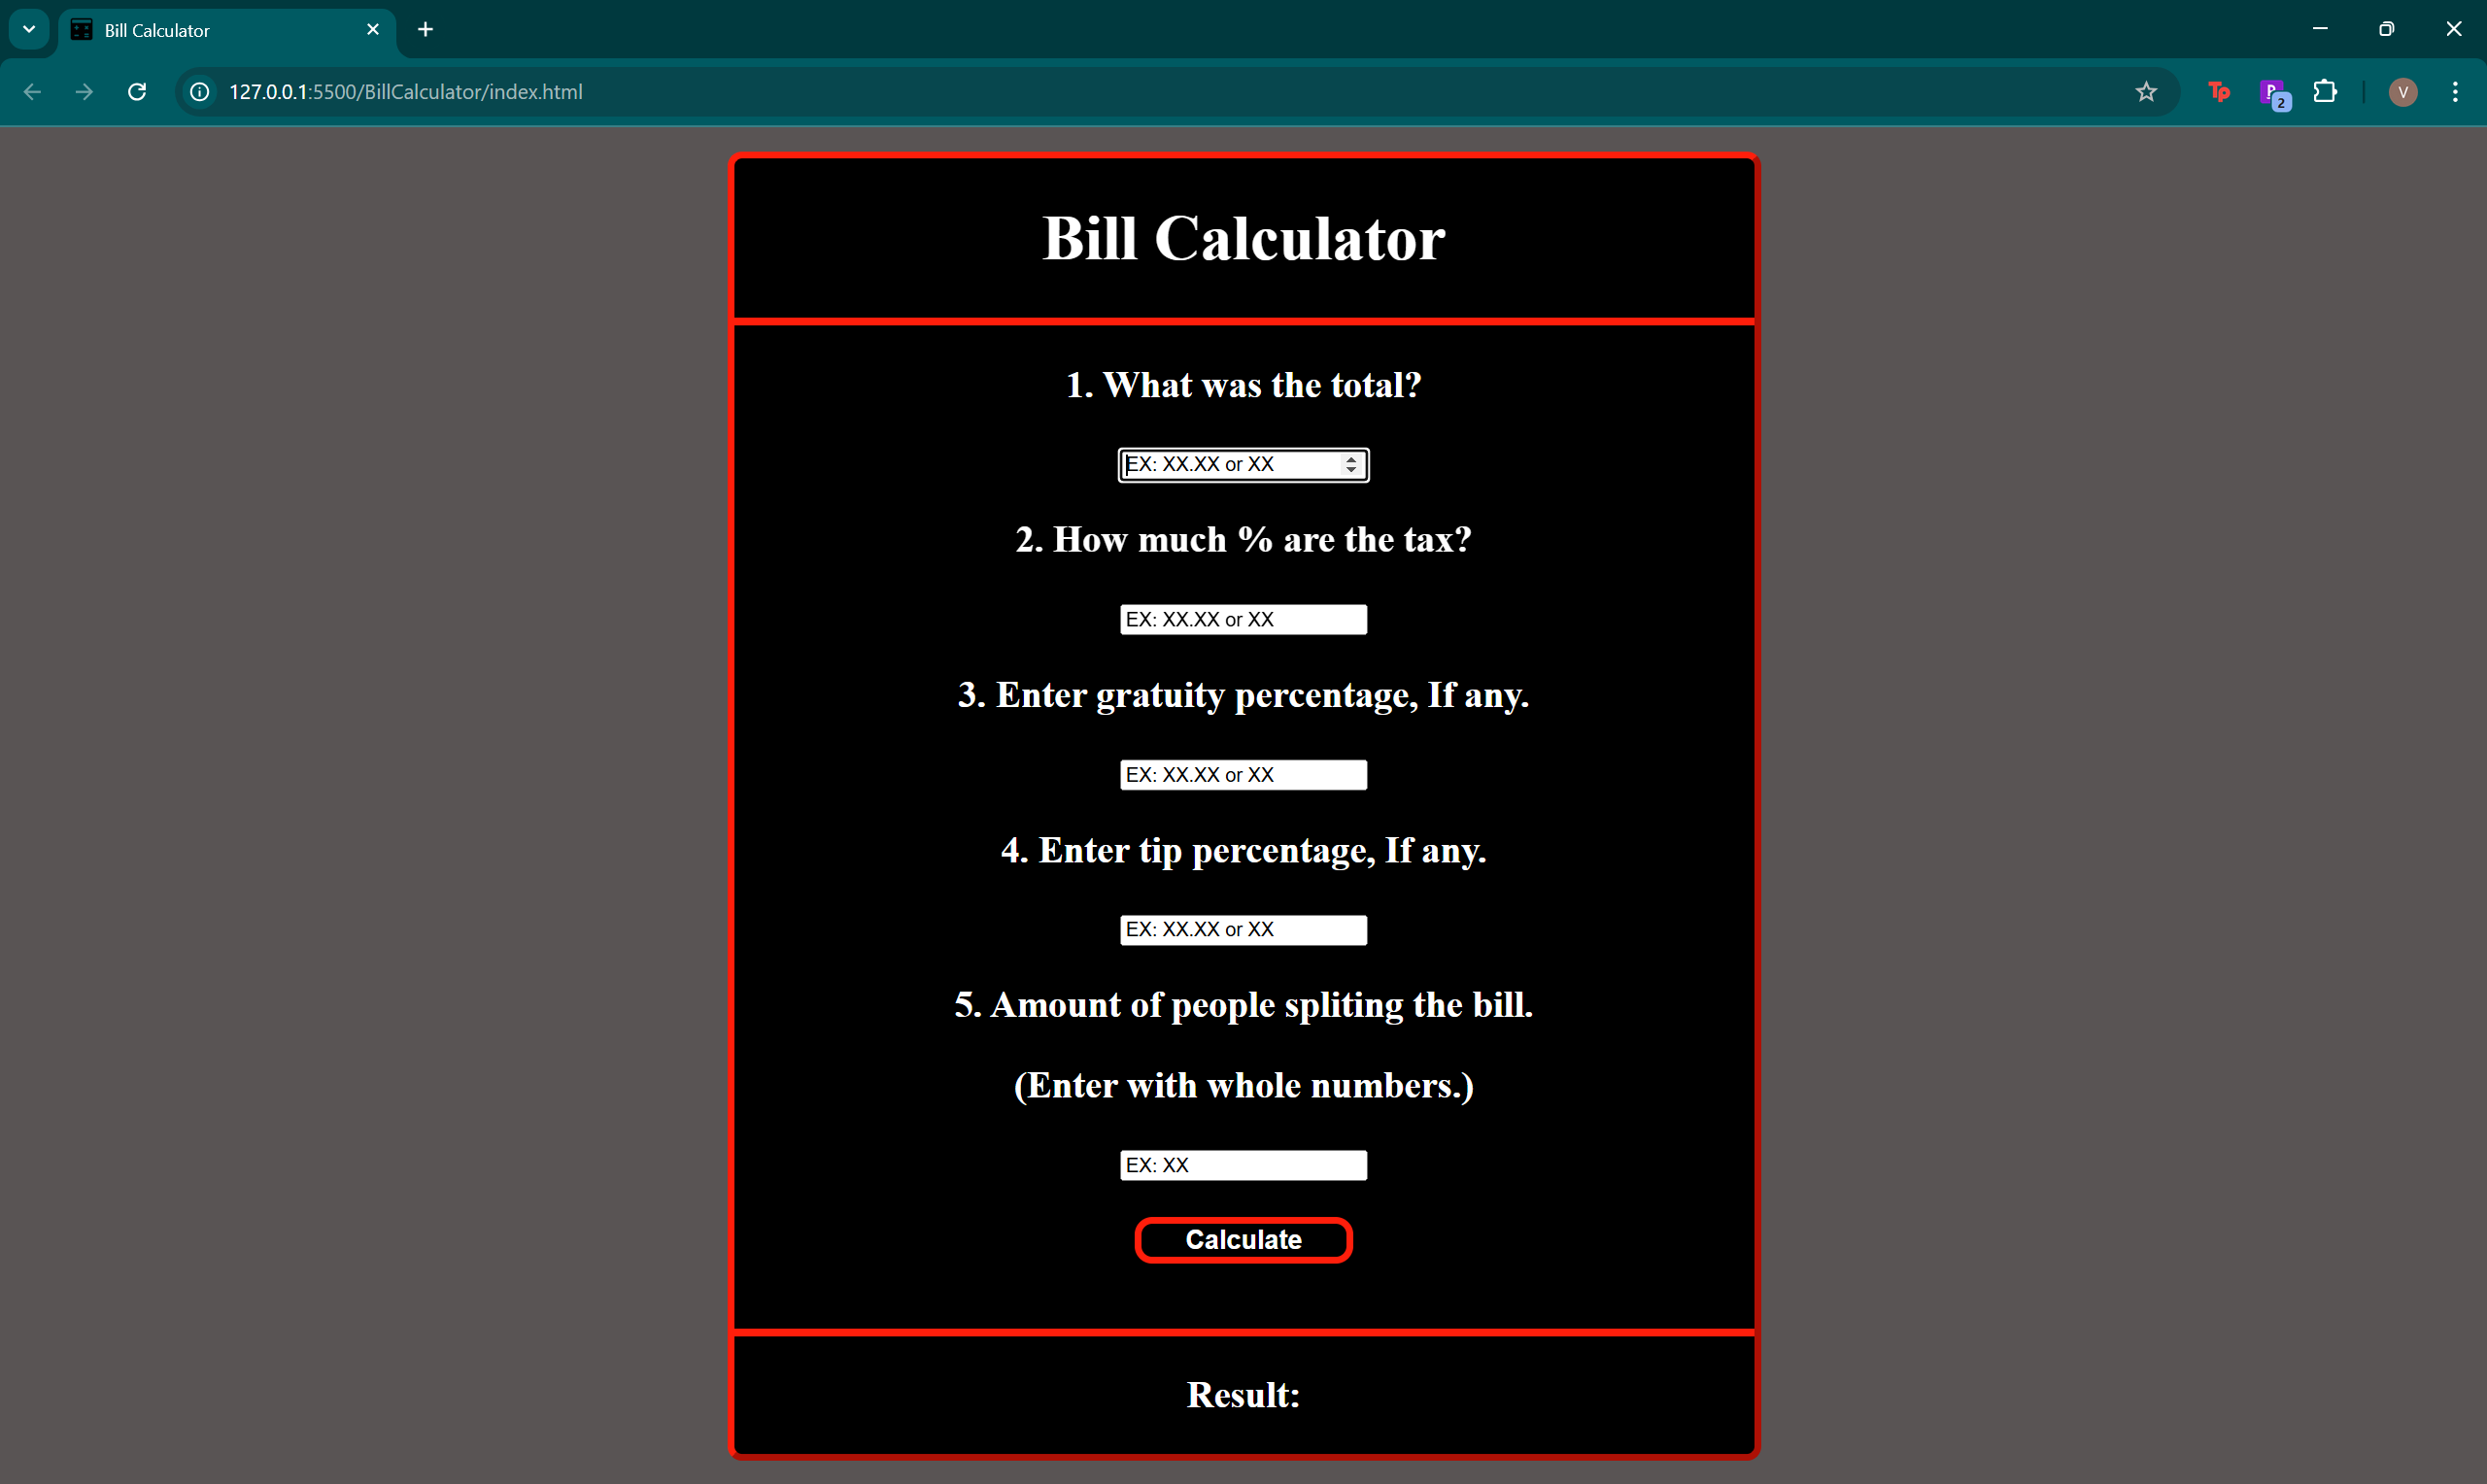 Bill Calculator
127.0.0.1:5500/BillCalculator/index.html
Tp
2
V
Bill Calculator
1. What was the total?
EX: XX.XX or XX
2. How much % are the tax?
EX: XX.XX or XX
3. Enter gratuity percentage, If any.
EX: XX.XX or XX
4. Enter tip percentage, If any.
EX: XX.XX or XX
5. Amount of people spliting the bill.
(Enter with whole numbers.)
EX: XX
Calculate
Result: